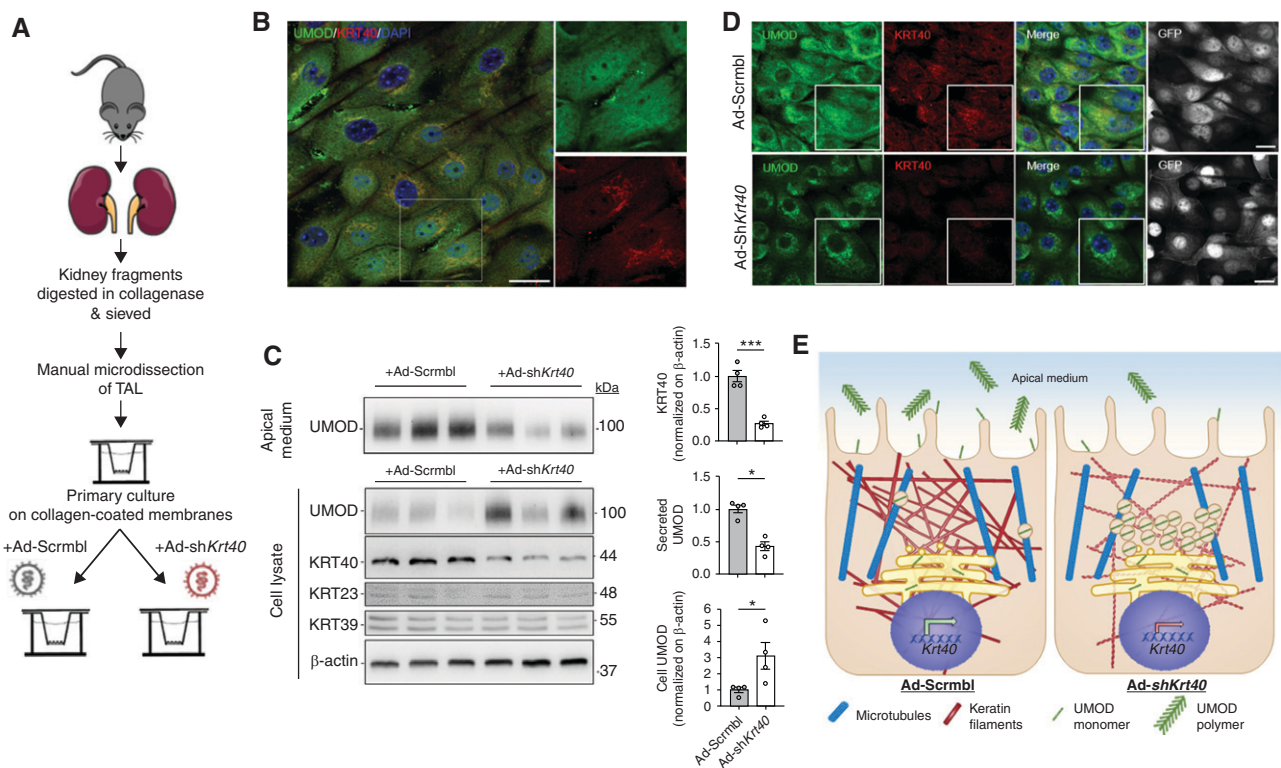 A
Kidney fragments
digested in collagenase
& sieved
Manual microdissection
of TAL
Primary culture
on collagen-coated membranes
+Ad-Scrmbl
+Ad-shKrt40
B
UMOD/KRT40/DAPI
C
+Ad-Scrmbl
+Ad-shKrt40
kDa
Apical
medium
UMOD
100
+Ad-Scrmbl
+Ad-shKrt40
Cell lysate
UMOD
100
KRT40
44
KRT23
48
KRT39
55
β-actin
37
KRT40
(normalized on β-actin)
1.5
1.0
0.5
0.0
***
Secreted
UMOD
1.5
1.0
0.5
0.0
*
Cell UMOD
(normalized on β-actin)
6
5
4
3
2
1
0
*
Ad-Scrmbl
Ad-shKrt40
D
Ad-Scrmbl
UMOD
KRT40
Merge
GFP
Ad-ShKrt40
UMOD
KRT40
Merge
GFP
E
Apical medium
Krt40
Krt40
Ad-Scrmbl
Ad-shKrt40
Microtubules
Keratin
filaments
UMOD
monomer
UMOD
polymer